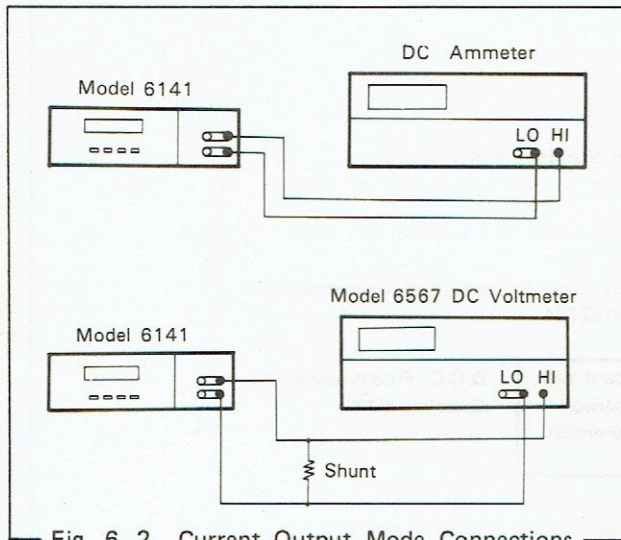 DC Ammeter
Model 6141
LO HI
Model 6567 DC Voltmeter
Model 6141
LO HI
Shunt
Fig. 6-2 Current Output Mode Connections